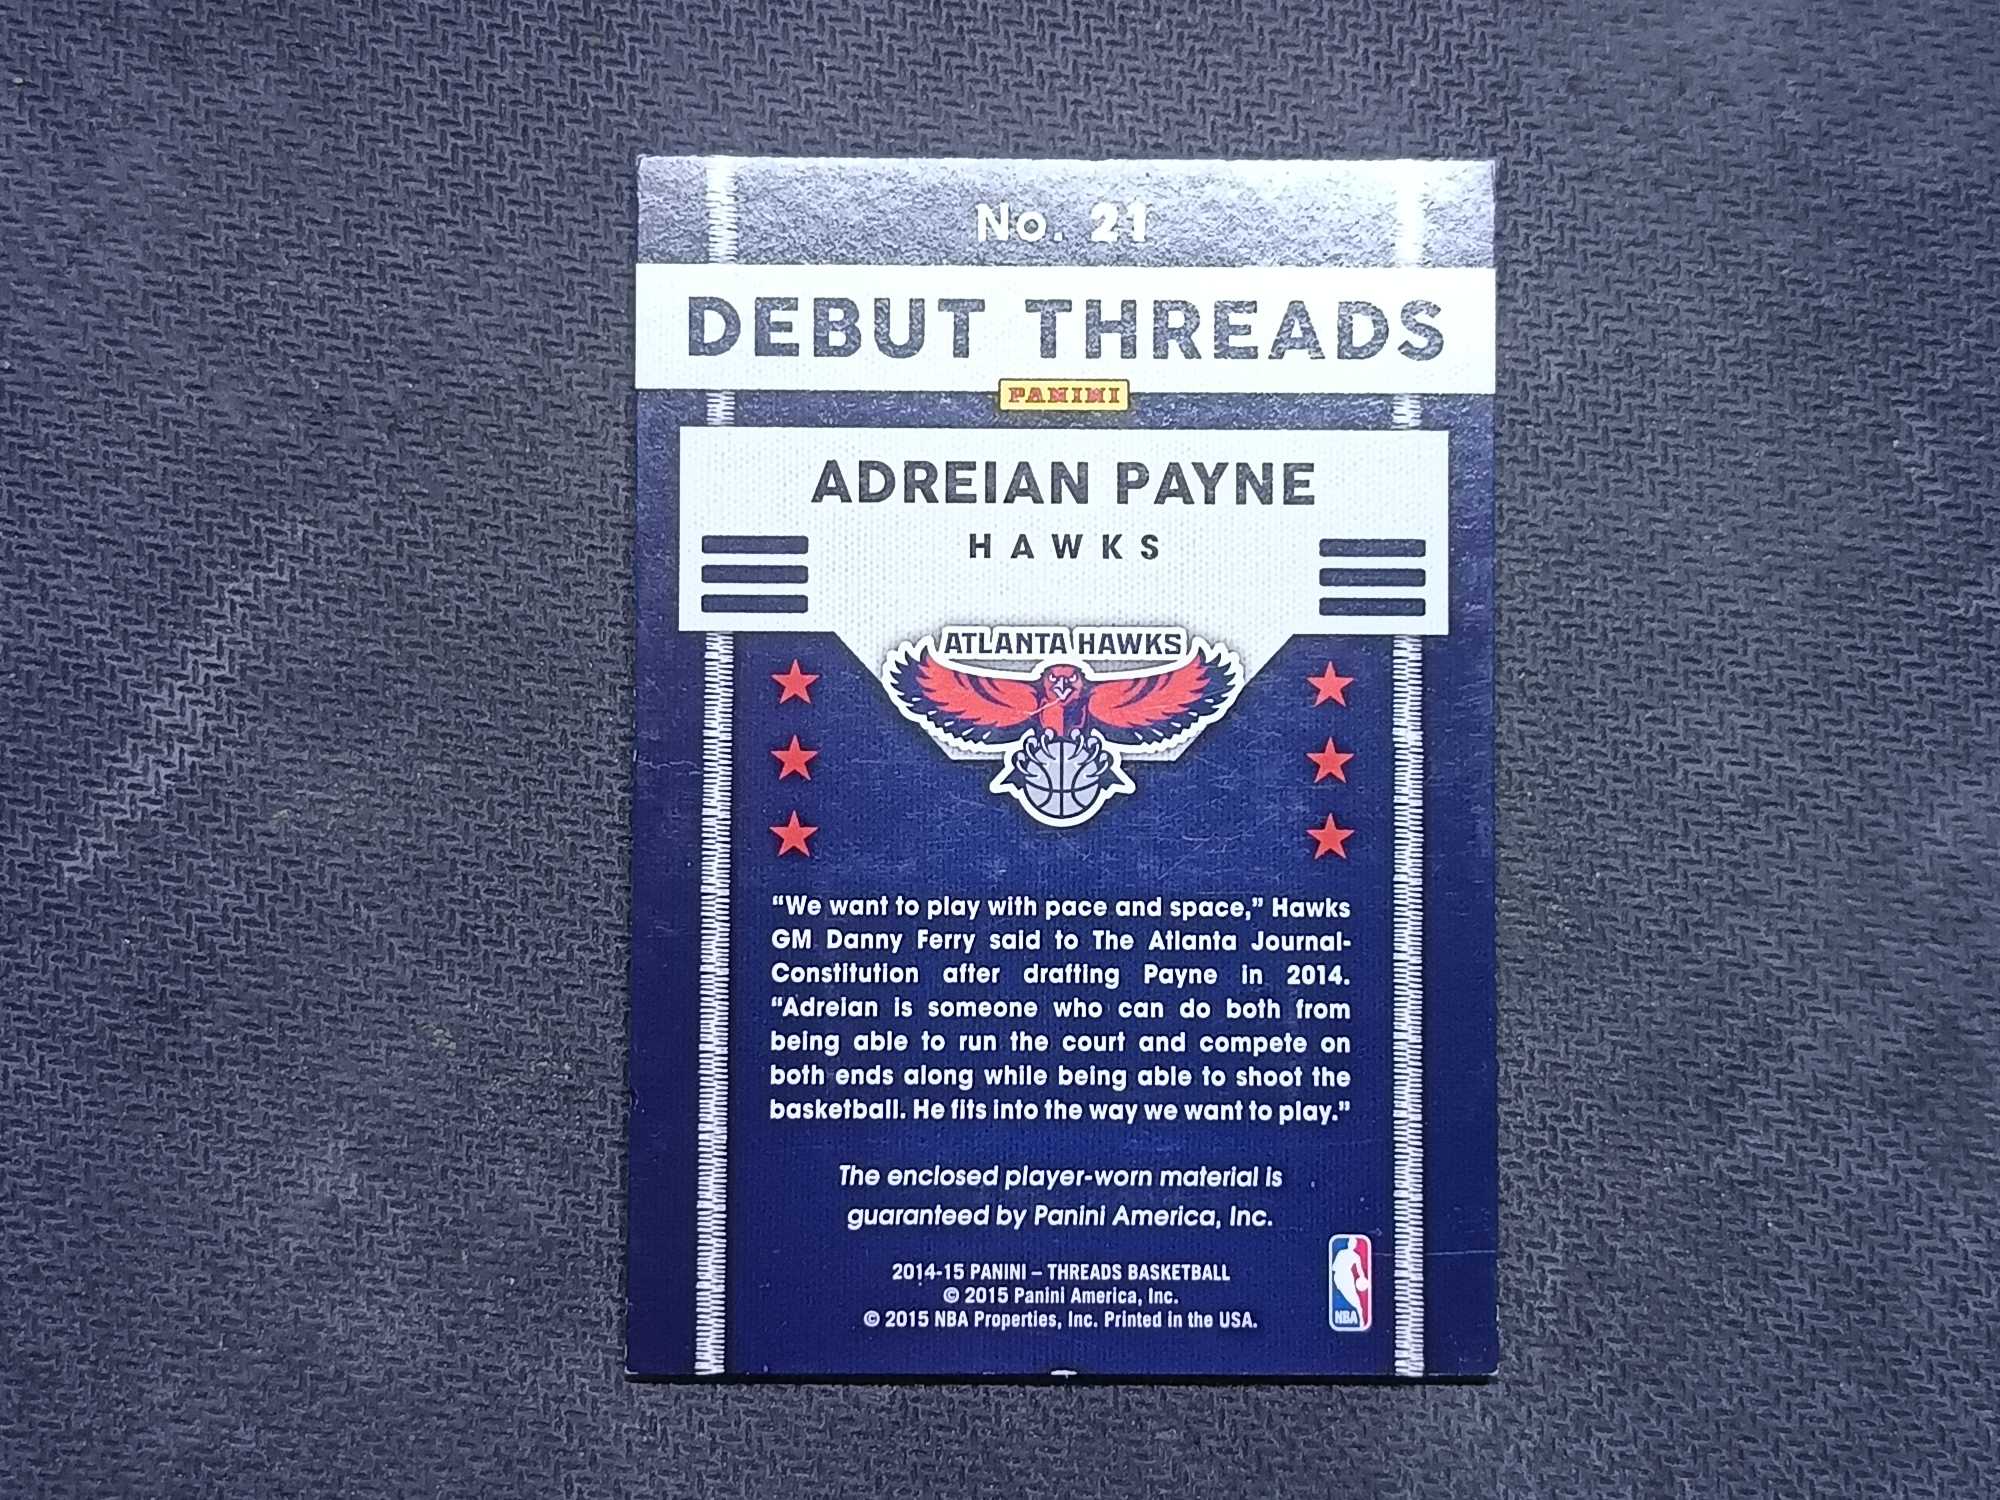 No. 21
DEBUT THREADS
PANINI
ADREIAN PAYNE
HAWKS
ATLANTA HAWKS
“We want to play with pace and space,” Hawks
GM Danny Ferry said to The Atlanta Journal-
Constitution after drafting Payne in 2014.
“Adreian is someone who can do both from
being able to run the court and compete on
both ends along while being able to shoot the
basketball. He fits into the way we want to play.”
The enclosed player-worn material is
guaranteed by Panini America, Inc.
2014-15 PANINI – THREADS BASKETBALL
© 2015 Panini America, Inc.
© 2015 NBA Properties, Inc. Printed in the USA.
NBA